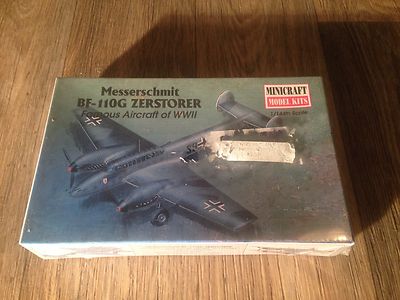 Messerschmit
BF-110G ZERSTORER
Famous Aircraft of WWII
MINICRAFT
MODEL KITS
1/144th Scale